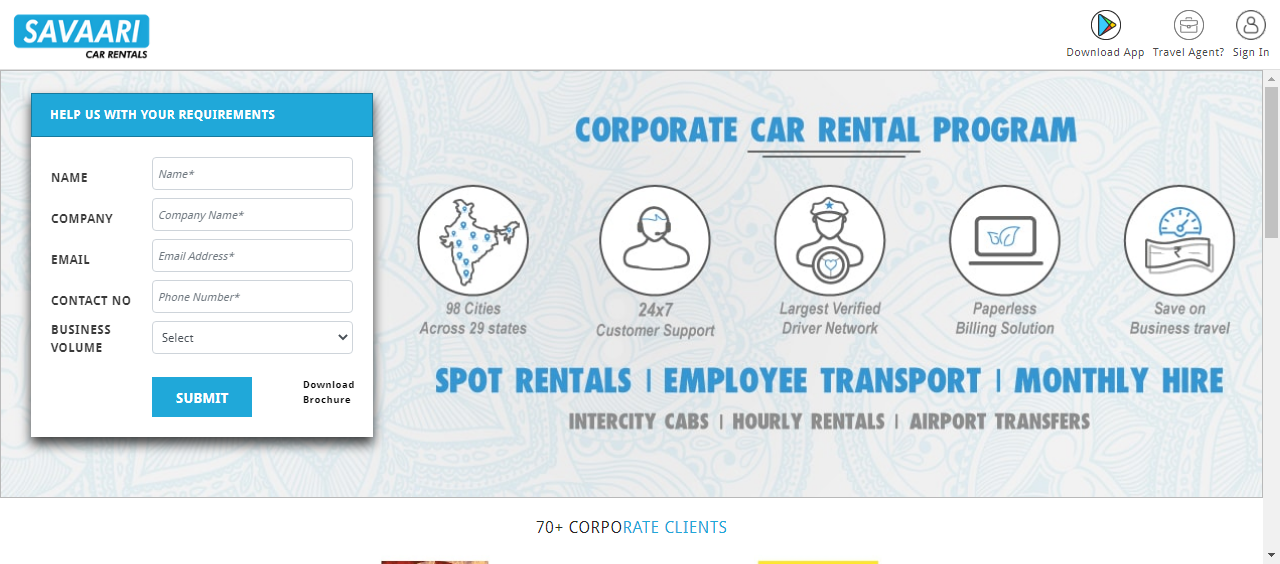 SAVAARI
CAR RENTALS
Download App
Travel Agent?
Sign In
HELP US WITH YOUR REQUIREMENTS
NAME
Name*
COMPANY
Company Name*
EMAIL
Email Address*
CONTACT NO
Phone Number*
BUSINESS
VOLUME
Select
SUBMIT
Download
Brochure
CORPORATE CAR RENTAL PROGRAM
98 Cities
Across 29 states
24x7
Customer Support
Largest Verified
Driver Network
Paperless
Billing Solution
₹
Save on
Business travel
SPOT RENTALS | EMPLOYEE TRANSPORT | MONTHLY HIRE
INTERCITY CABS | HOURLY RENTALS | AIRPORT TRANSFERS
70+ CORPORATE CLIENTS